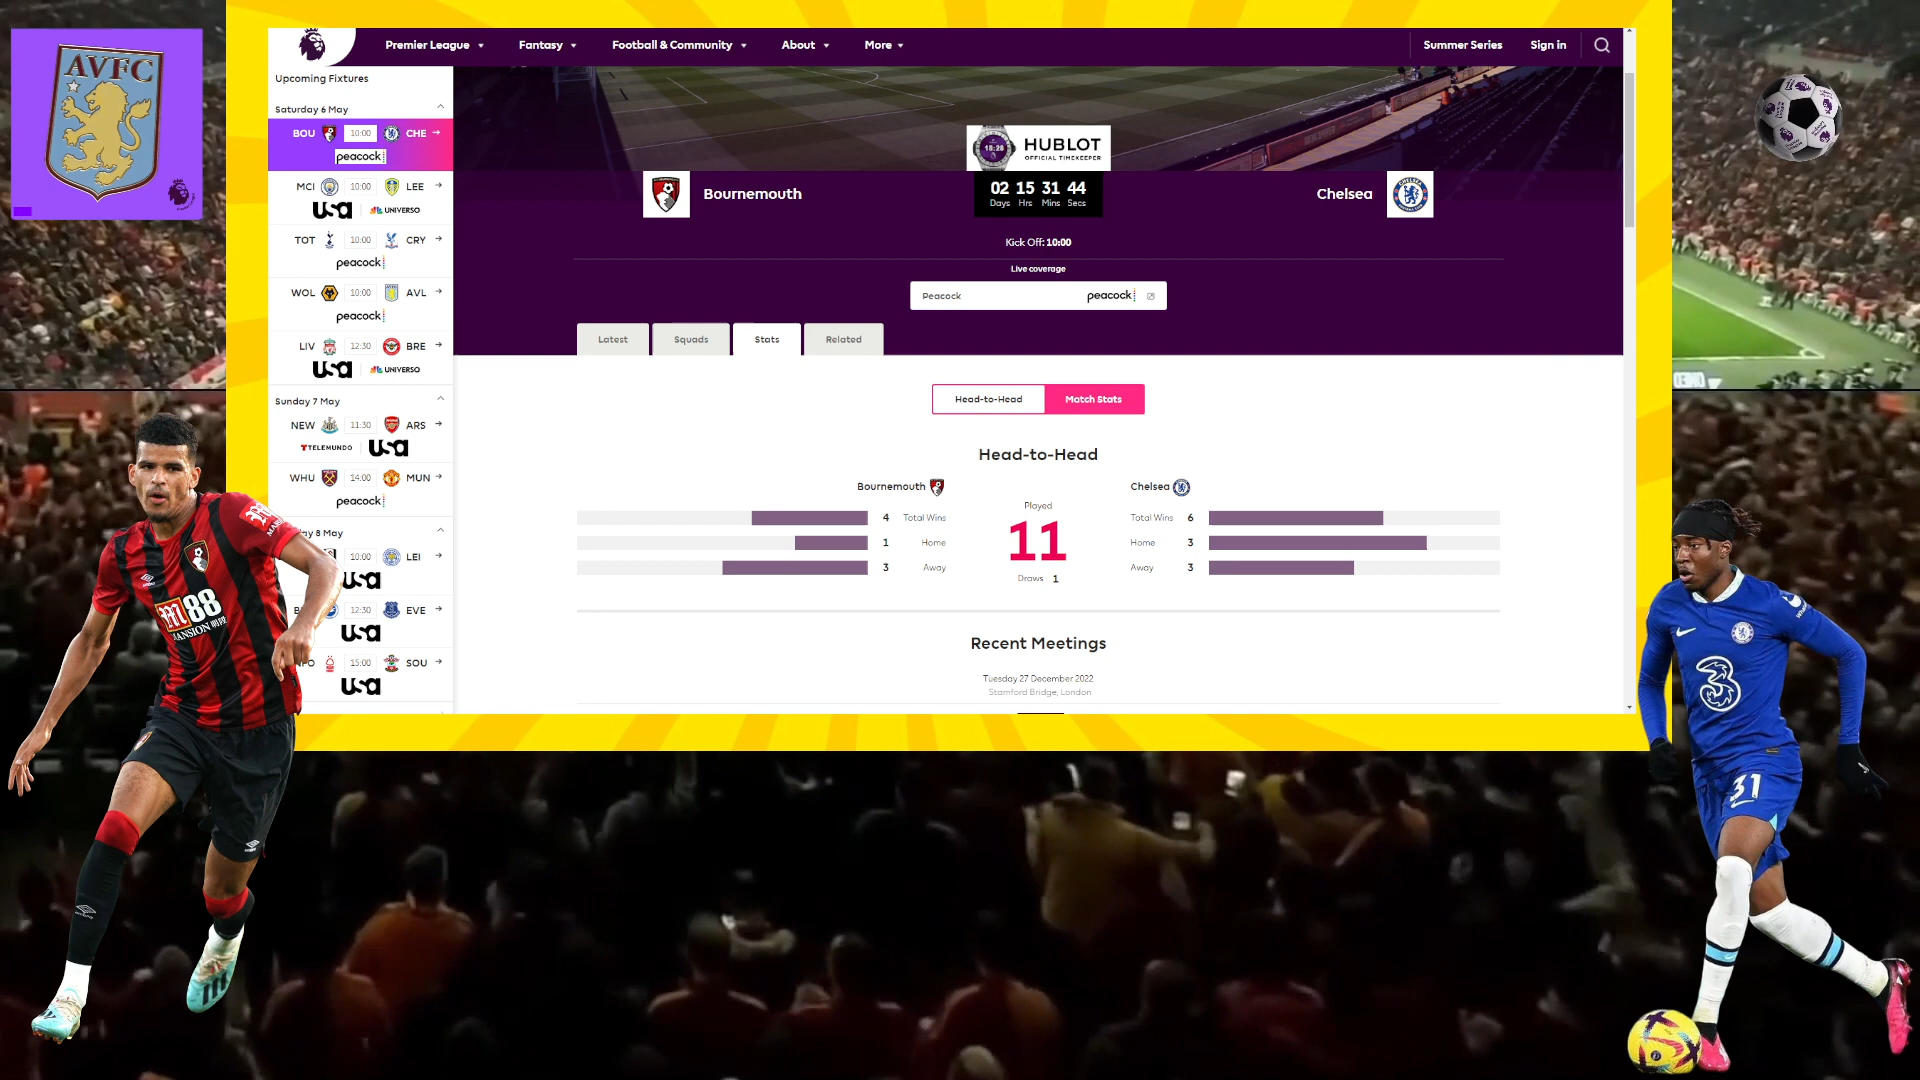 AVFC
Premier League
Fantasy
Football & Community
About
More
Summer Series
Sign in
Upcoming Fixtures
Saturday 6 May
BOU 10:00 CHE
peacock
MCI 10:00 LEE
usa UNIVERSO
TOT 10:00 CRY
peacock
WOL 10:00 AVL
peacock
LIV 12:30 BRE
usa UNIVERSO
Sunday 7 May
NEW 11:30 ARS
TELEMUNDO usa
WHU 14:00 MUN
peacock
8 May
10:00 LEI
usa
12:30 EVE
usa
15:00 SOU
usa
18:28
HUBLOT
OFFICIAL TIMEKEEPER
Bournemouth
02 15 31 44
Days Hrs Mins Secs
Chelsea
Kick Off: 10:00
Live coverage
Peacock peacock
Latest
Squads
Stats
Related
Head-to-Head
Match Stats
Head-to-Head
Bournemouth
Chelsea
Played
11
Draws 1
4 Total Wins
1 Home
3 Away
Total Wins 6
Home 3
Away 3
Recent Meetings
Tuesday 27 December 2022
Stamford Bridge, London
M88
MANSION
3
31